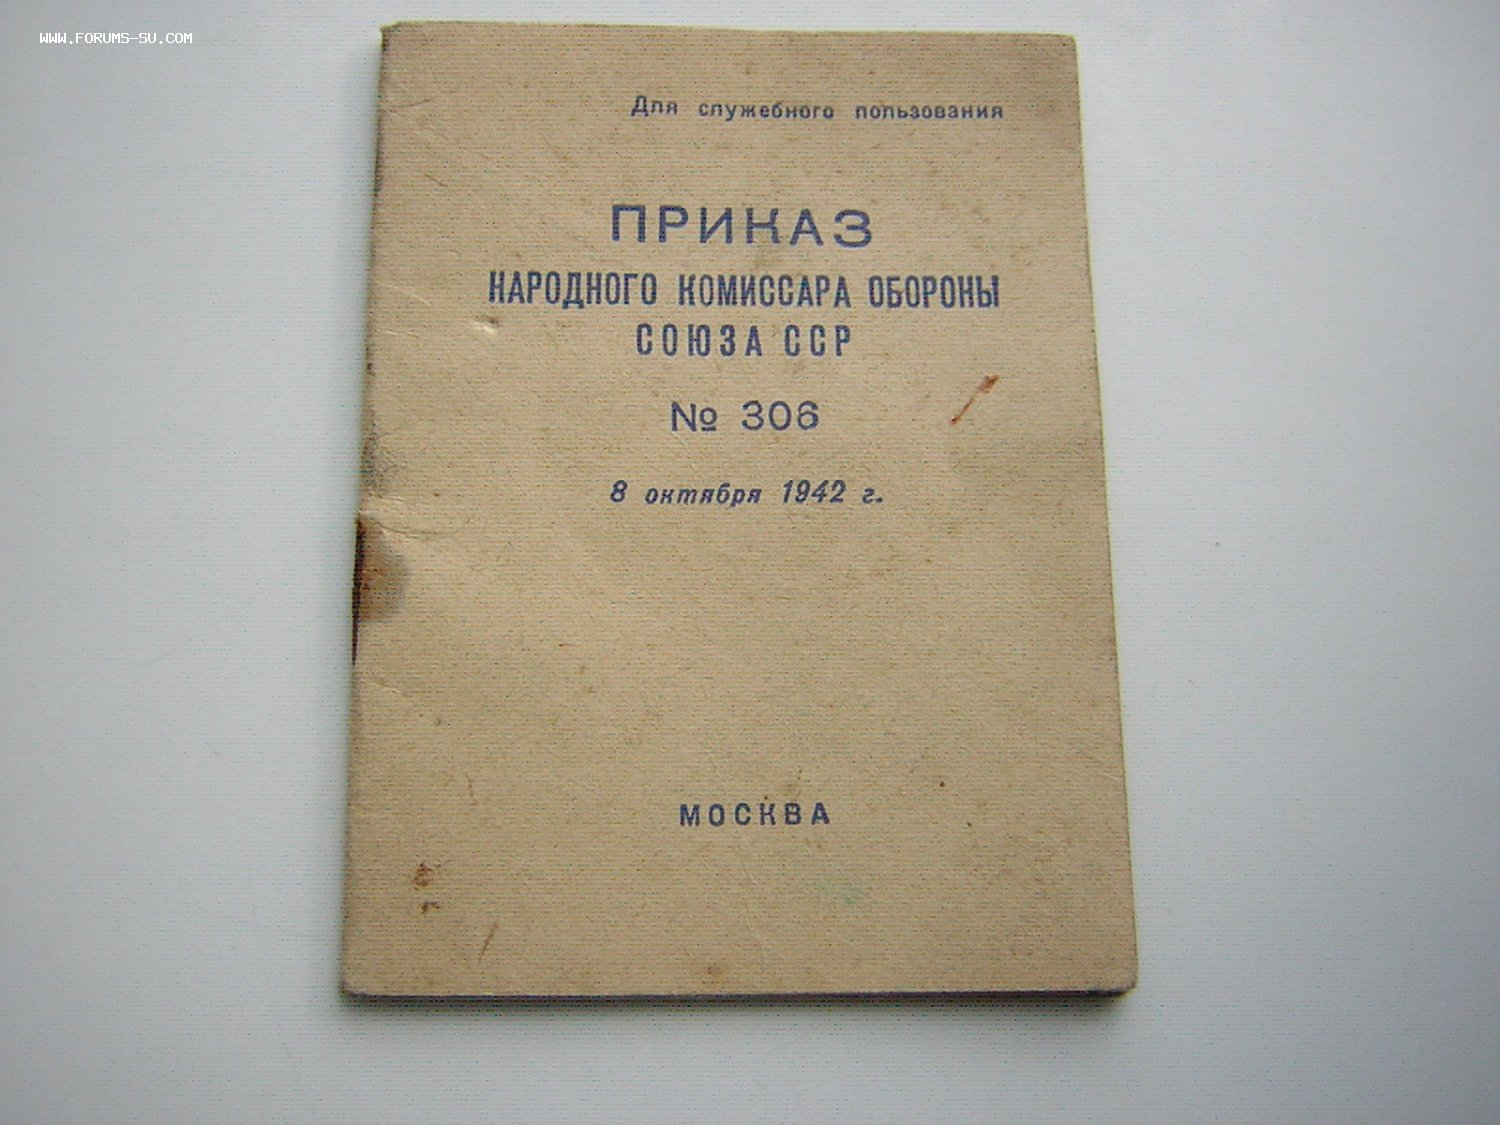 WWW.FORUMS-SU.COM
Для служебного пользования
ПРИКАЗ
НАРОДНОГО КОМИССАРА ОБОРОНЫ
СОЮЗА ССР
№ 306
8 октября 1942 г.
МОСКВА